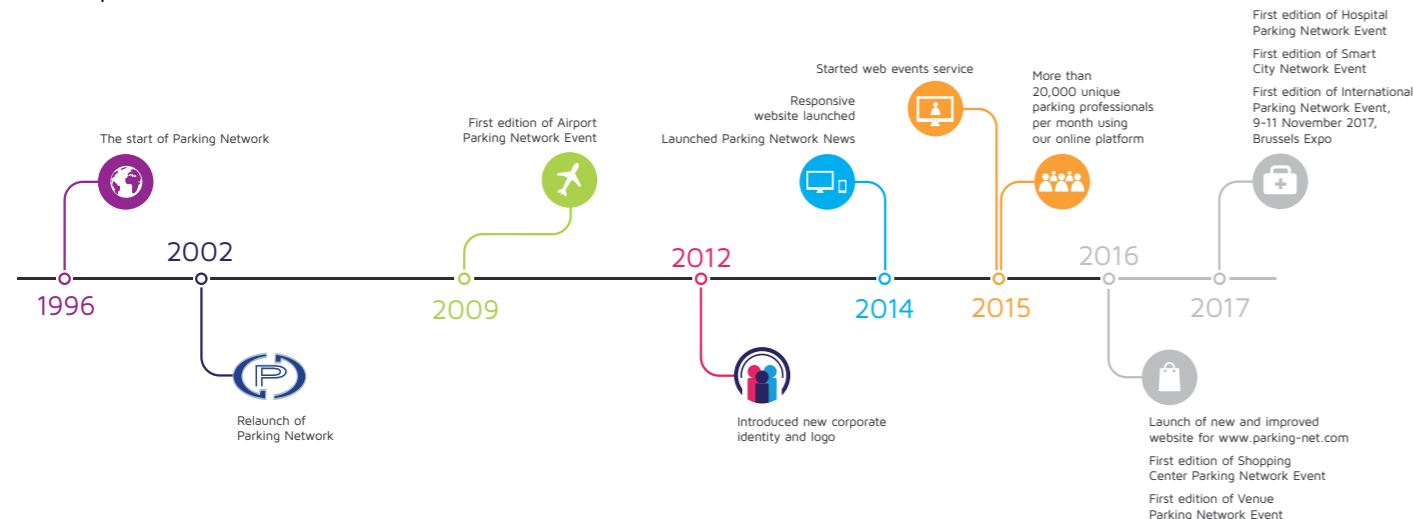 First edition of Hospital
Parking Network Event
First edition of Smart
City Network Event
First edition of International
Parking Network Event,
9-11 November 2017,
Brussels Expo
Started web events service
More than
20,000 unique
parking professionals
per month using
our online platform
Responsive
website launched
Launched Parking Network News
First edition of Airport
Parking Network Event
The start of Parking Network
1996
2002
2009
2012
2014
2015
2016
2017
P
Relaunch of
Parking Network
Introduced new corporate
identity and logo
Launch of new and improved
website for www.parking-net.com
First edition of Shopping
Center Parking Network Event
First edition of Venue
Parking Network Event